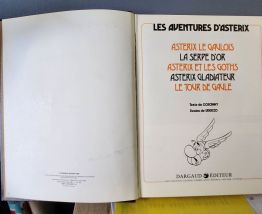 LES AVENTURES D'ASTERIX
ASTERIX LE GAULOIS
LA SERPE D'OR
ASTERIX ET LES GOTHS
ASTERIX GLADIATEUR
LE TOUR DE GAULE
Texte de GOSCINNY
Dessins de UDERZO
DARGAUD EDITEUR